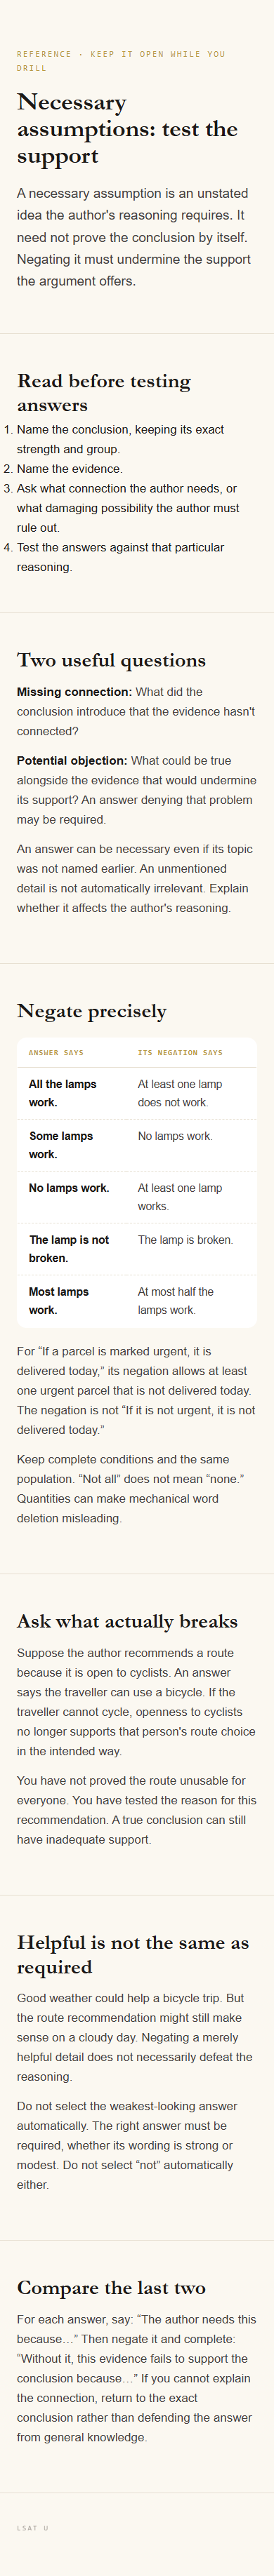 REFERENCE · KEEP IT OPEN WHILE YOU
DRILL
Necessary
assumptions: test the
support
A necessary assumption is an unstated
idea the author's reasoning requires. It
need not prove the conclusion by itself.
Negating it must undermine the support
the argument offers.
Read before testing
answers
1. Name the conclusion, keeping its exact
strength and group.
2. Name the evidence.
3. Ask what connection the author needs, or
what damaging possibility the author must
rule out.
4. Test the answers against that particular
reasoning.
Two useful questions
Missing connection: What did the
conclusion introduce that the evidence hasn't
connected?
Potential objection: What could be true
alongside the evidence that would undermine
its support? An answer denying that problem
may be required.
An answer can be necessary even if its topic
was not named earlier. An unmentioned
detail is not automatically irrelevant. Explain
whether it affects the author's reasoning.
Negate precisely
ANSWER SAYS ITS NEGATION SAYS
All the lamps At least one lamp
work. does not work.
Some lamps No lamps work.
work.
No lamps work. At least one lamp
works.
The lamp is not The lamp is broken.
broken.
Most lamps At most half the
work. lamps work.
For “If a parcel is marked urgent, it is
delivered today,” its negation allows at least
one urgent parcel that is not delivered today.
The negation is not “If it is not urgent, it is not
delivered today.”
Keep complete conditions and the same
population. “Not all” does not mean “none.”
Quantities can make mechanical word
deletion misleading.
Ask what actually breaks
Suppose the author recommends a route
because it is open to cyclists. An answer
says the traveller can use a bicycle. If the
traveller cannot cycle, openness to cyclists
no longer supports that person's route choice
in the intended way.
You have not proved the route unusable for
everyone. You have tested the reason for this
recommendation. A true conclusion can still
have inadequate support.
Helpful is not the same as
required
Good weather could help a bicycle trip. But
the route recommendation might still make
sense on a cloudy day. Negating a merely
helpful detail does not necessarily defeat the
reasoning.
Do not select the weakest-looking answer
automatically. The right answer must be
required, whether its wording is strong or
modest. Do not select “not” automatically
either.
Compare the last two
For each answer, say: “The author needs this
because…” Then negate it and complete:
“Without it, this evidence fails to support the
conclusion because…” If you cannot explain
the connection, return to the exact
conclusion rather than defending the answer
from general knowledge.
LSAT U